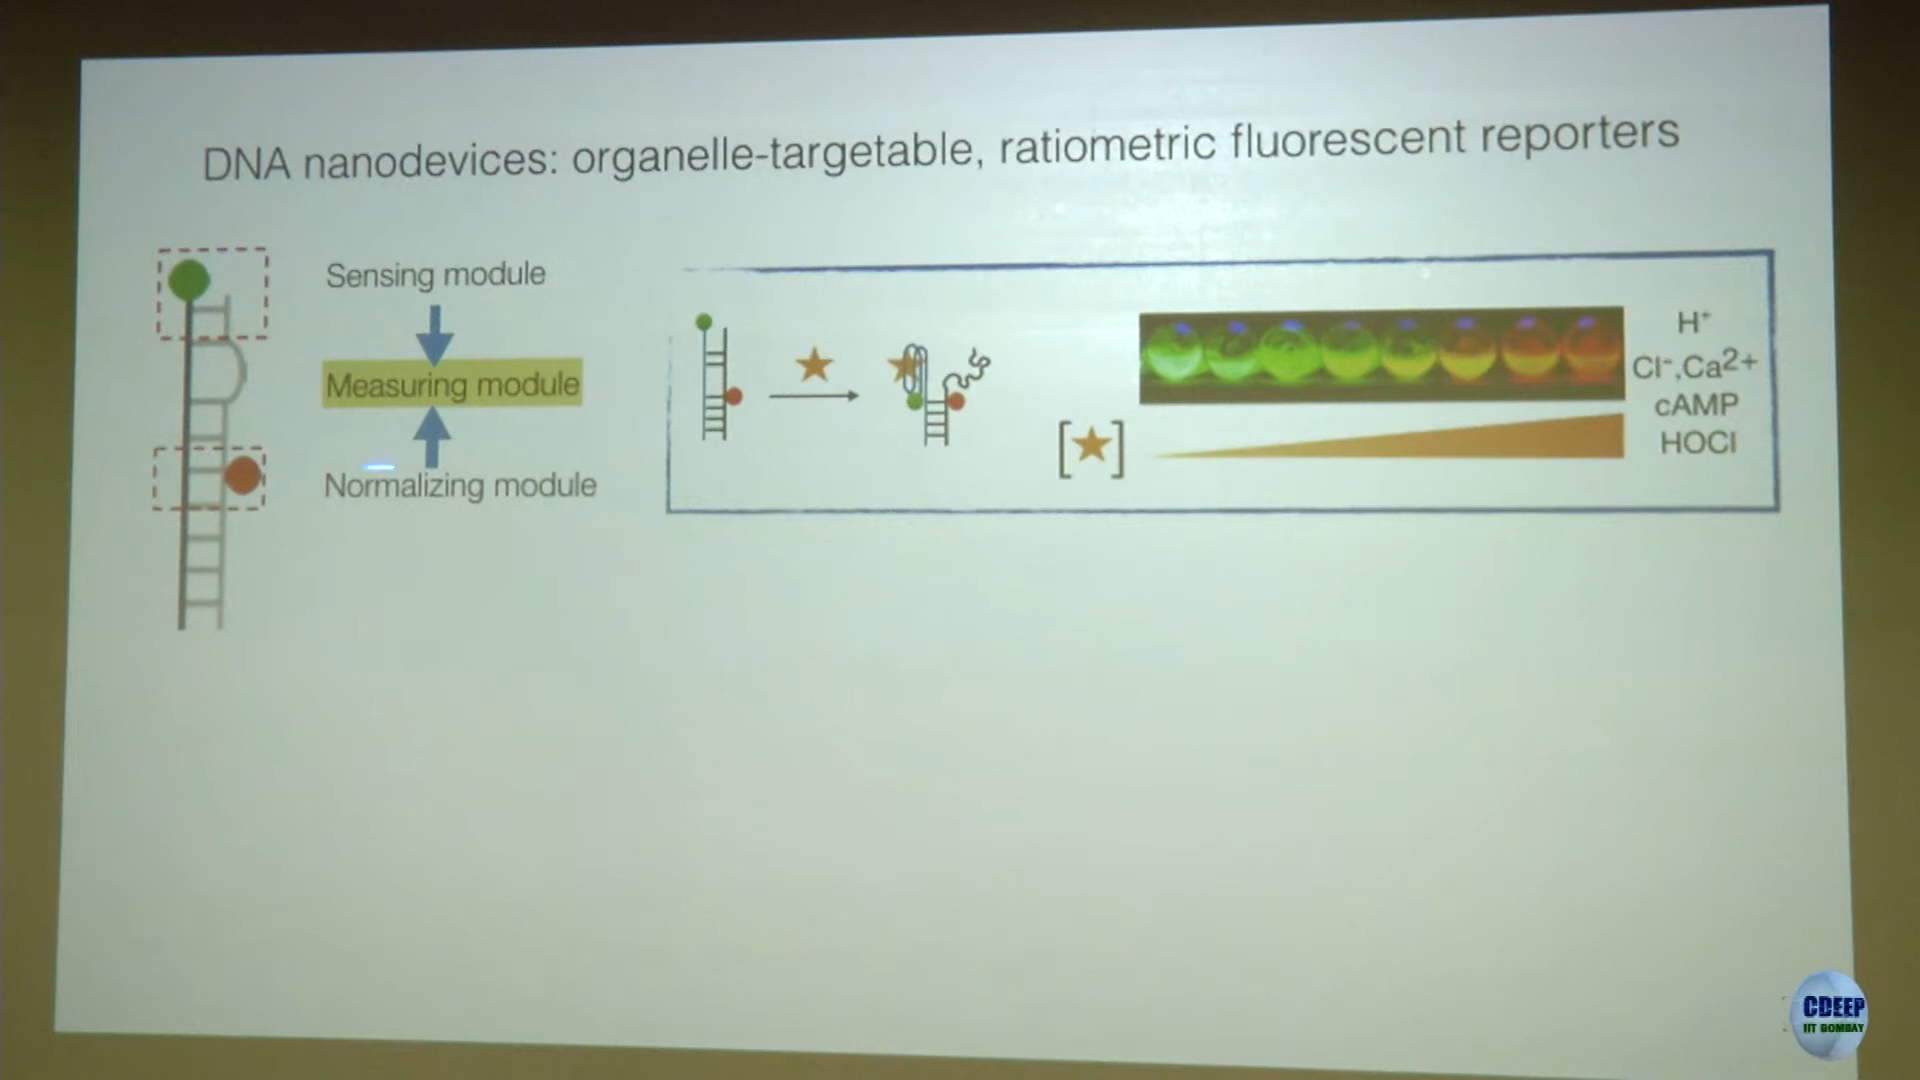 DNA nanodevices: organelle-targetable, ratiometric fluorescent reporters
Sensing module
Measuring module
Normalizing module
[ ]
H⁺
Cl⁻,Ca2+
cAMP
HOCl
CDEEP
IIT BOMBAY